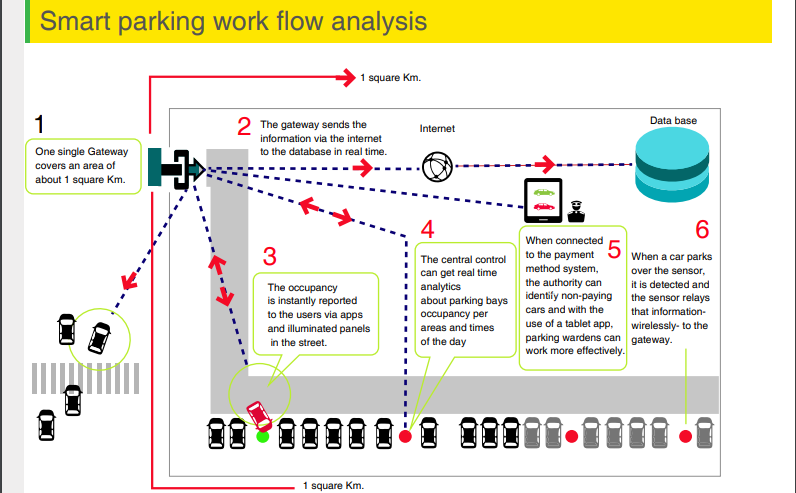 Smart parking work flow analysis
1 square Km.
1
One single Gateway
covers an area of
about 1 square Km.
2
The gateway sends the
information via the internet
to the database in real time.
Internet
Data base
3
The occupancy
is instantly reported
to the users via apps
and illuminated panels
in the street.
4
The central control
can get real time
analytics
about parking bays
occupancy per
areas and times
of the day
5
When connected
to the payment
method system,
the authority can
identify non-paying
cars and with the
use of a tablet app,
parking wardens can
work more effectively.
6
When a car parks
over the sensor,
it is detected and
the sensor relays
that information-
wirelessly- to the
gateway.
1 square Km.